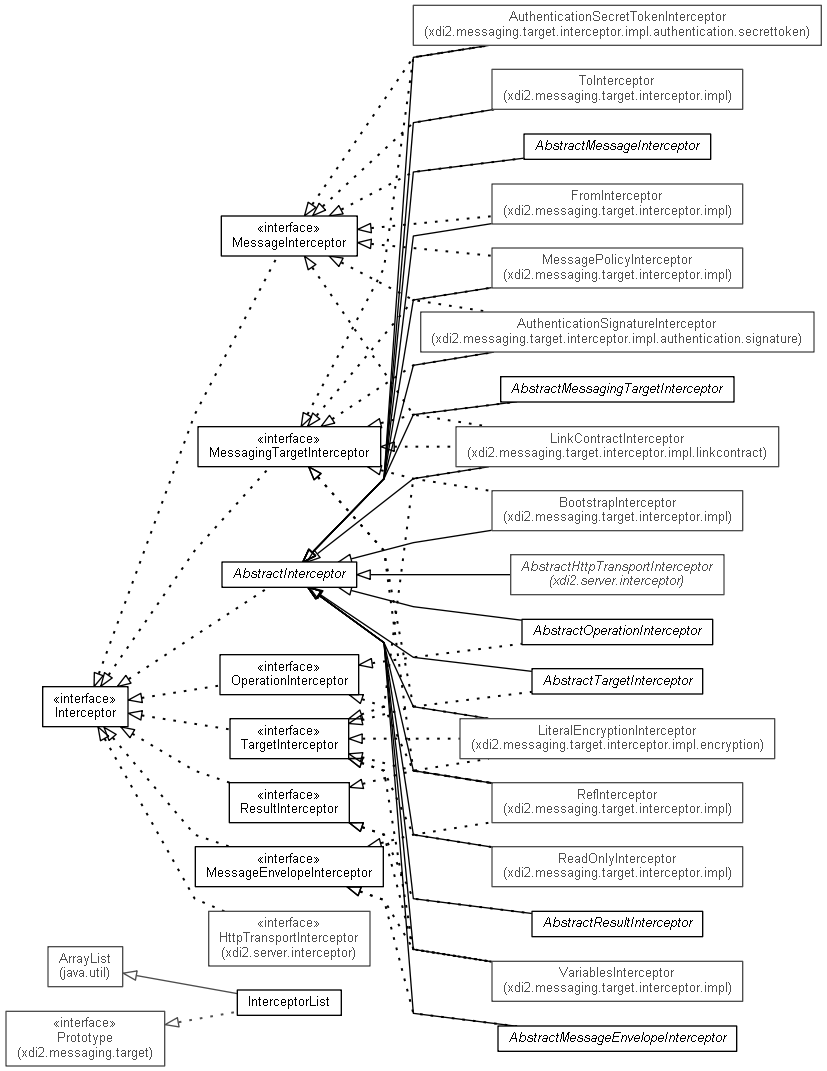 AuthenticationSecretTokenInterceptor
(xdi2.messaging.target.interceptor.impl.authentication.secrettoken)
ToInterceptor
(xdi2.messaging.target.interceptor.impl)
AbstractMessageInterceptor
FromInterceptor
(xdi2.messaging.target.interceptor.impl)
«interface»
MessageInterceptor
MessagePolicyInterceptor
(xdi2.messaging.target.interceptor.impl)
AuthenticationSignatureInterceptor
(xdi2.messaging.target.interceptor.impl.authentication.signature)
AbstractMessagingTargetInterceptor
«interface»
MessagingTargetInterceptor
LinkContractInterceptor
(xdi2.messaging.target.interceptor.impl.linkcontract)
BootstrapInterceptor
(xdi2.messaging.target.interceptor.impl)
AbstractInterceptor
AbstractHttpTransportInterceptor
(xdi2.server.interceptor)
AbstractOperationInterceptor
«interface»
OperationInterceptor
AbstractTargetInterceptor
«interface»
Interceptor
«interface»
TargetInterceptor
LiteralEncryptionInterceptor
(xdi2.messaging.target.interceptor.impl.encryption)
«interface»
ResultInterceptor
RefInterceptor
(xdi2.messaging.target.interceptor.impl)
«interface»
MessageEnvelopeInterceptor
ReadOnlyInterceptor
(xdi2.messaging.target.interceptor.impl)
«interface»
HttpTransportInterceptor
(xdi2.server.interceptor)
AbstractResultInterceptor
ArrayList
(java.util)
VariablesInterceptor
(xdi2.messaging.target.interceptor.impl)
InterceptorList
«interface»
Prototype
(xdi2.messaging.target)
AbstractMessageEnvelopeInterceptor